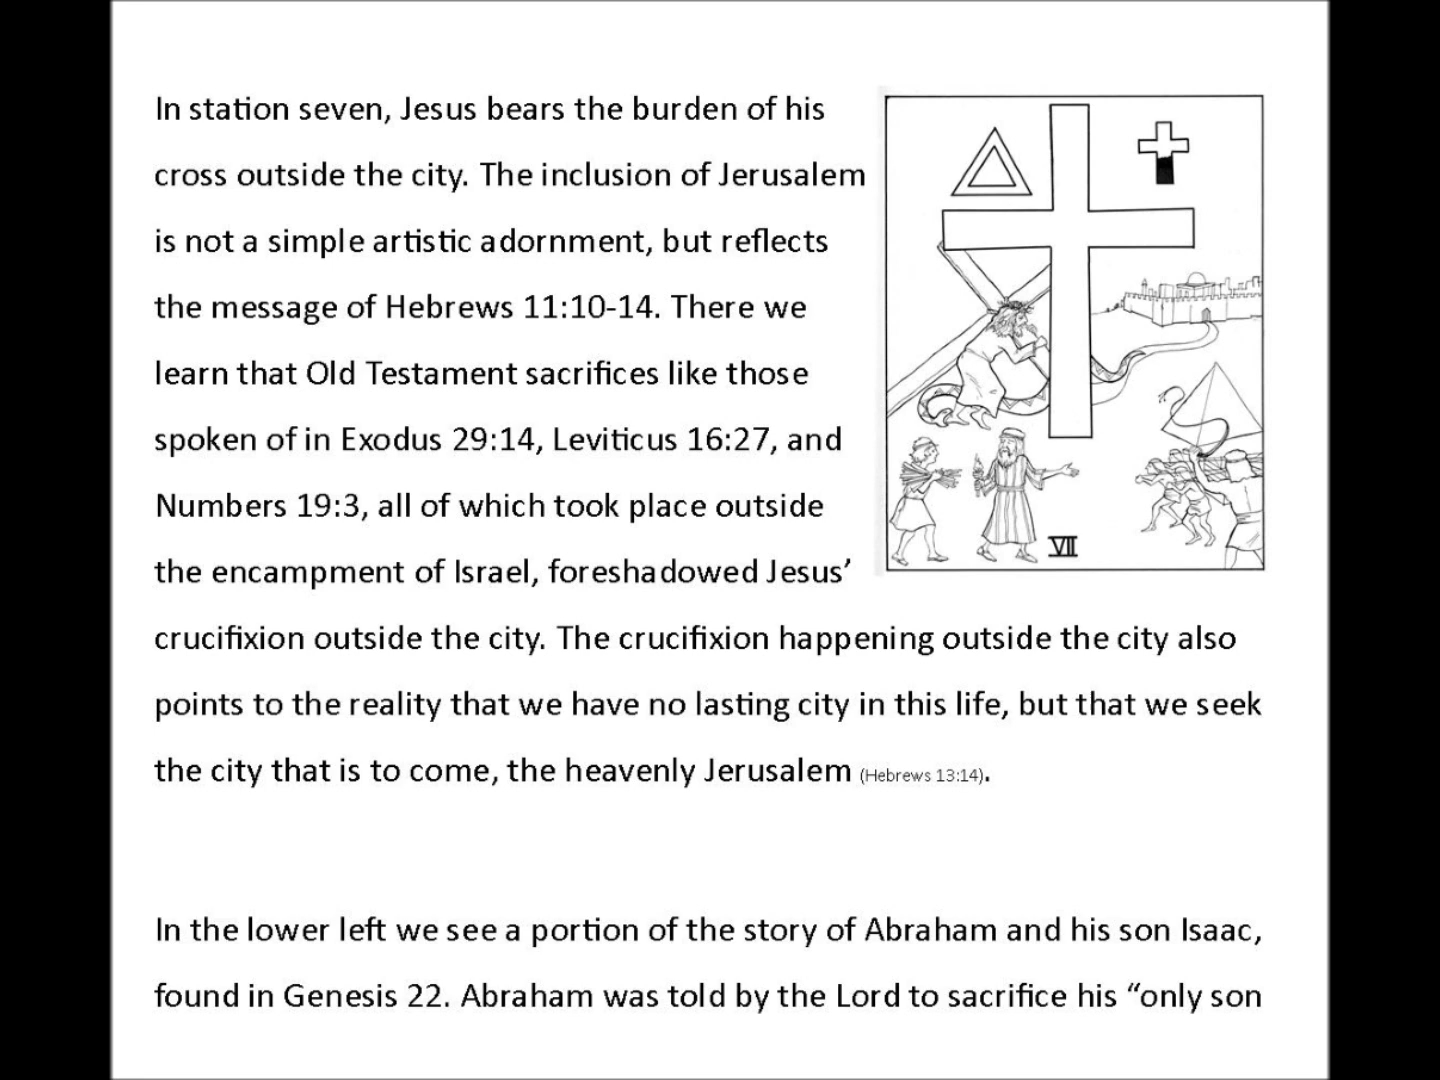 In station seven, Jesus bears the burden of his
cross outside the city. The inclusion of Jerusalem
is not a simple artistic adornment, but reflects
the message of Hebrews 11:10-14. There we
learn that Old Testament sacrifices like those
spoken of in Exodus 29:14, Leviticus 16:27, and
Numbers 19:3, all of which took place outside
the encampment of Israel, foreshadowed Jesus’
crucifixion outside the city. The crucifixion happening outside the city also
points to the reality that we have no lasting city in this life, but that we seek
the city that is to come, the heavenly Jerusalem (Hebrews 13:14).
In the lower left we see a portion of the story of Abraham and his son Isaac,
found in Genesis 22. Abraham was told by the Lord to sacrifice his “only son
VII